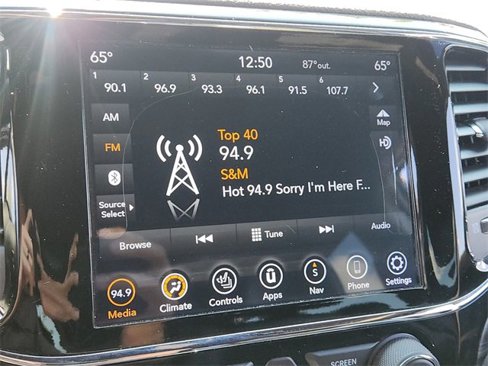 65° 12:50 87°out. 65°
1 90.1 2 96.9 3 93.3 4 96.1 5 91.5 6 107.7
AM
Map
Top 40
FM
94.9
HD
S&M
Hot 94.9 Sorry I'm Here F...
Source
Select
Browse Tune Audio
94.9 S
Media Climate Controls Apps Nav Phone Settings
SCREEN